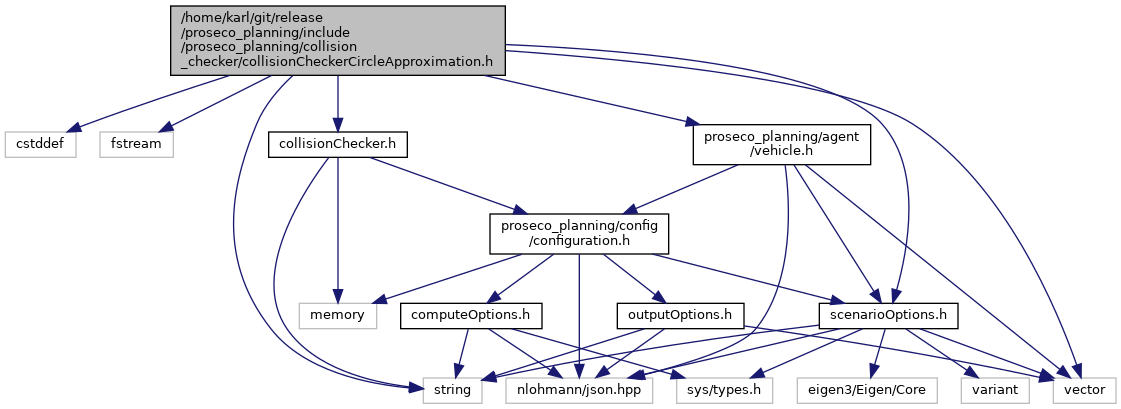 /home/karl/git/release
/proseco_planning/include
/proseco_planning/collision
_checker/collisionCheckerCircleApproximation.h
cstddef
fstream
collisionChecker.h
proseco_planning/agent
/vehicle.h
proseco_planning/config
/configuration.h
memory
computeOptions.h
outputOptions.h
scenarioOptions.h
string
nlohmann/json.hpp
sys/types.h
eigen3/Eigen/Core
variant
vector